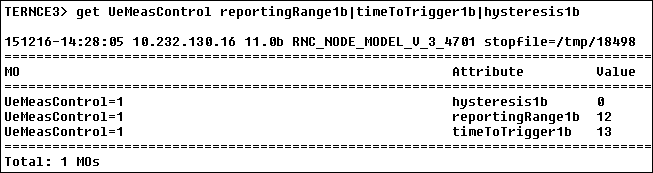 TERNCE3> get UeMeasControl reportingRange1b|timeToTrigger1b|hysteresis1b
151216-14:28:05 10.232.130.16 11.0b RNC_NODE_MODEL_V_3_4701 stopfile=/tmp/18498
=================================================================================
MO Attribute Value
=================================================================================
UeMeasControl=1 hysteresis1b 0
UeMeasControl=1 reportingRange1b 12
UeMeasControl=1 timeToTrigger1b 13
=================================================================================
Total: 1 MOs